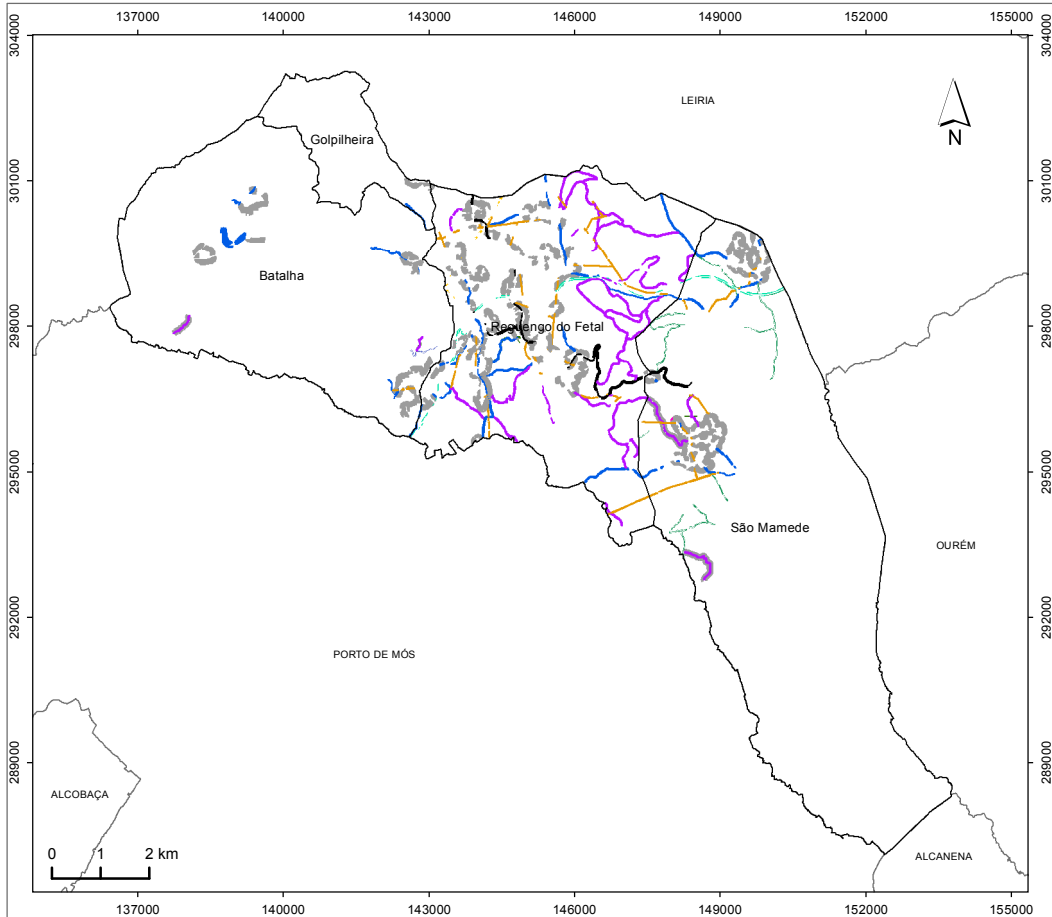 137000 140000 143000 146000 149000 152000 155000
304000 304000
LEIRIA
Golpilheira
N
301000 301000
Batalha
298000 298000
Reguengo do Fetal
295000 295000
São Mamede
OURÉM
292000 292000
PORTO DE MÓS
289000 289000
ALCOBAÇA
0 1 2 km
ALCANENA
137000 140000 143000 146000 149000 152000 155000